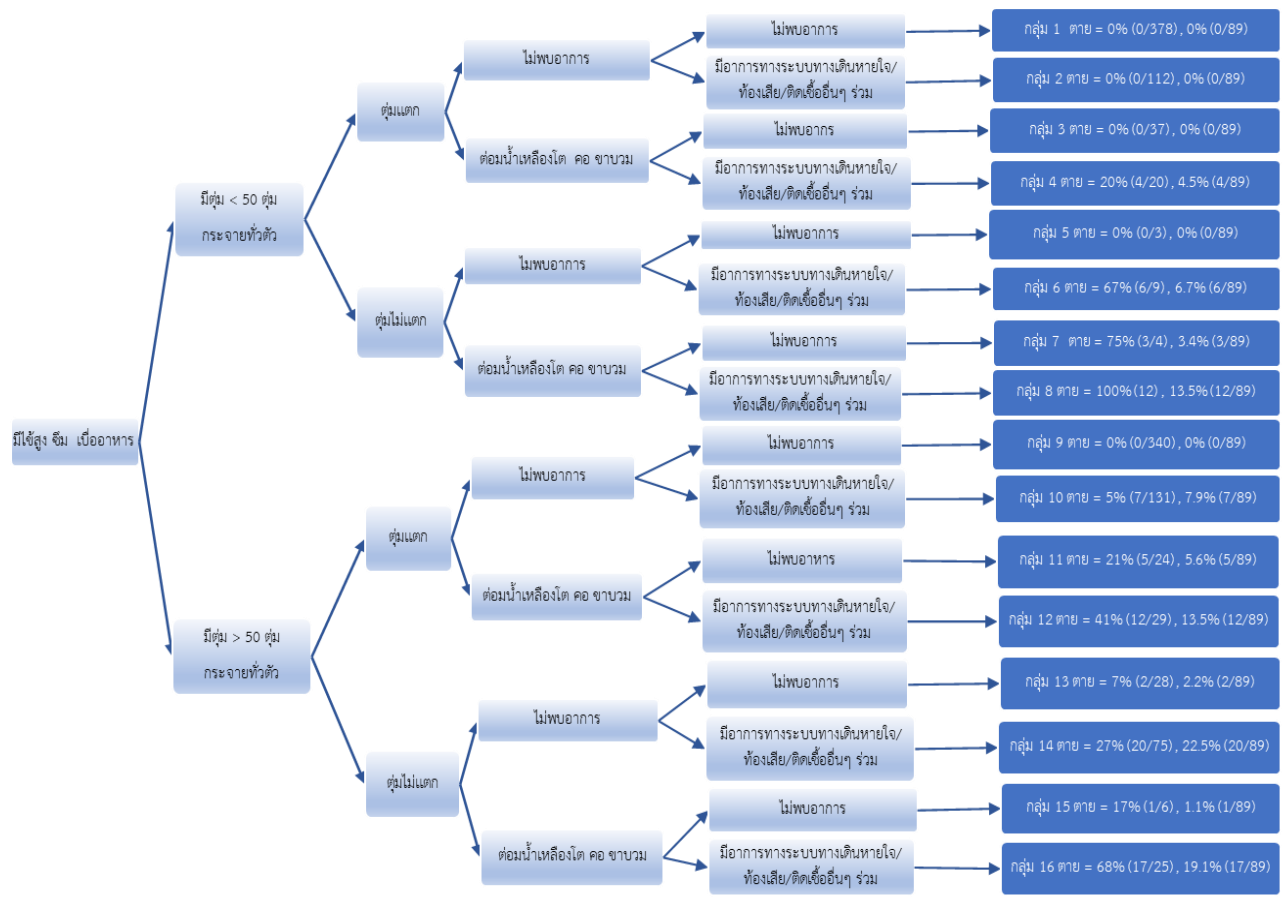 มีไข้สูง ซึม เบื่ออาหาร
มีตุ่ม < 50 ตุ่ม
กระจายทั่วตัว
ตุ่มแตก
ไม่พบอาการ
ไม่พบอาการ
กลุ่ม 1 ตาย = 0% (0/378) , 0% (0/89)
มีอาการทางระบบทางเดินหายใจ/
ท้องเสีย/ติดเชื้ออื่นๆ ร่วม
กลุ่ม 2 ตาย = 0% (0/112) , 0% (0/89)
ต่อมน้ำเหลืองโต คอ ขาบวม
ไม่พบอาการ
กลุ่ม 3 ตาย = 0% (0/37) , 0% (0/89)
มีอาการทางระบบทางเดินหายใจ/
ท้องเสีย/ติดเชื้ออื่นๆ ร่วม
กลุ่ม 4 ตาย = 20% (4/20) , 4.5% (4/89)
ตุ่มไม่แตก
ไมพบอาการ
ไม่พบอาการ
กลุ่ม 5 ตาย = 0% (0/3) , 0% (0/89)
มีอาการทางระบบทางเดินหายใจ/
ท้องเสีย/ติดเชื้ออื่นๆ ร่วม
กลุ่ม 6 ตาย = 67% (6/9) , 6.7% (6/89)
ต่อมน้ำเหลืองโต คอ ขาบวม
ไม่พบอาการ
กลุ่ม 7 ตาย = 75% (3/4) , 3.4% (3/89)
มีอาการทางระบบทางเดินหายใจ/
ท้องเสีย/ติดเชื้ออื่นๆ ร่วม
กลุ่ม 8 ตาย = 100% (12) , 13.5% (12/89)
มีตุ่ม > 50 ตุ่ม
กระจายทั่วตัว
ตุ่มแตก
ไม่พบอาการ
ไม่พบอาการ
กลุ่ม 9 ตาย = 0% (0/340) , 0% (0/89)
มีอาการทางระบบทางเดินหายใจ/
ท้องเสีย/ติดเชื้ออื่นๆ ร่วม
กลุ่ม 10 ตาย = 5% (7/131) , 7.9% (7/89)
ต่อมน้ำเหลืองโต คอ ขาบวม
ไม่พบอาหาร
กลุ่ม 11 ตาย = 21% (5/24) , 5.6% (5/89)
มีอาการทางระบบทางเดินหายใจ/
ท้องเสีย/ติดเชื้ออื่นๆ ร่วม
กลุ่ม 12 ตาย = 41% (12/29) , 13.5% (12/89)
ตุ่มไม่แตก
ไม่พบอาการ
ไม่พบอาการ
กลุ่ม 13 ตาย = 7% (2/28) , 2.2% (2/89)
มีอาการทางระบบทางเดินหายใจ/
ท้องเสีย/ติดเชื้ออื่นๆ ร่วม
กลุ่ม 14 ตาย = 27% (20/75) , 22.5% (20/89)
ต่อมน้ำเหลืองโต คอ ขาบวม
ไม่พบอาการ
กลุ่ม 15 ตาย = 17% (1/6) , 1.1% (1/89)
มีอาการทางระบบทางเดินหายใจ/
ท้องเสีย/ติดเชื้ออื่นๆ ร่วม
กลุ่ม 16 ตาย = 68% (17/25) , 19.1% (17/89)